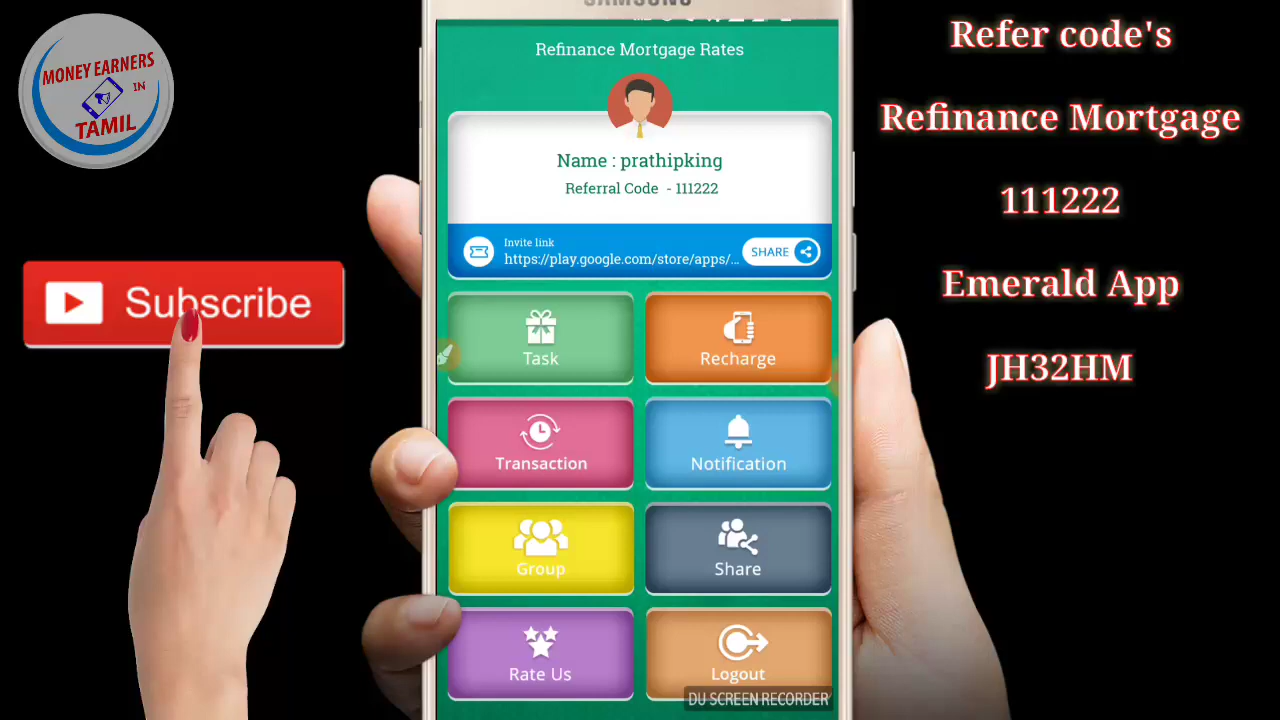 MONEY EARNERS
IN
TAMIL
Subscribe
SAMSUNG
Refinance Mortgage Rates
Name : prathipking
Referral Code - 111222
Invite link
https://play.google.com/store/apps/...
SHARE
Task
Recharge
Transaction
Notification
Group
Share
Rate Us
Logout
DU SCREEN RECORDER
Refer code's
Refinance Mortgage
111222
Emerald App
JH32HM